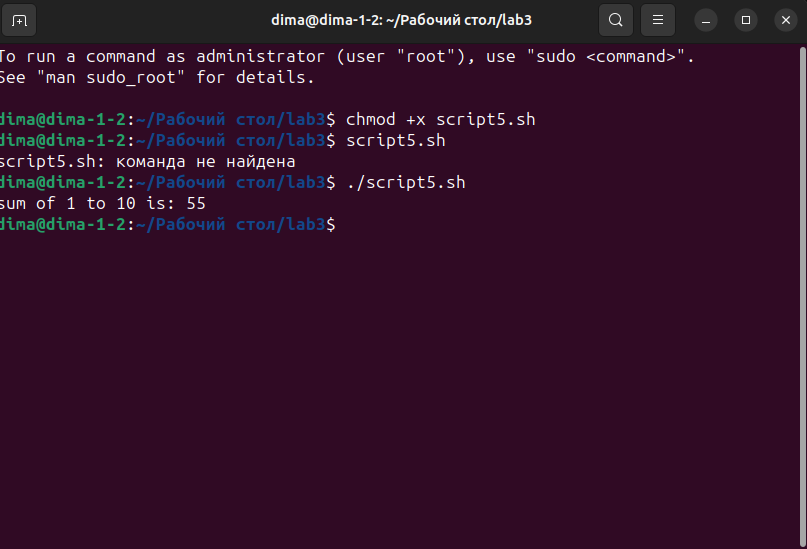 dima@dima-1-2: ~/Рабочий стол/lab3
To run a command as administrator (user "root"), use "sudo <command>".
See "man sudo_root" for details.
dima@dima-1-2:~/Рабочий стол/lab3$ chmod +x script5.sh
dima@dima-1-2:~/Рабочий стол/lab3$ script5.sh
script5.sh: команда не найдена
dima@dima-1-2:~/Рабочий стол/lab3$ ./script5.sh
sum of 1 to 10 is: 55
dima@dima-1-2:~/Рабочий стол/lab3$